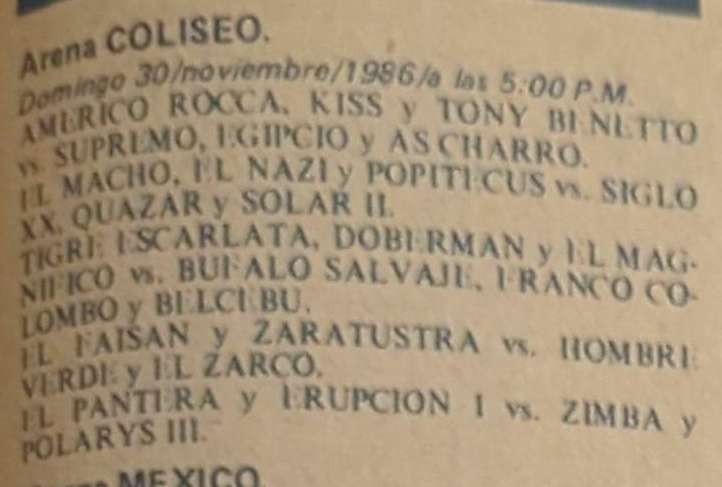 Arena COLISEO.
Domingo 30/noviembre/1986/a las 5:00 P.M.
AMERICO ROCCA, KISS y TONY BENETTO
vs. SUPREMO, EGIPCIO y AS CHARRO.
EL MACHO, EL NAZI y POPITECUS vs. SIGLO
XX, QUAZAR y SOLAR II.
TIGRE ESCARLATA, DOBERMAN y EL MAG-
NIFICO vs. BUFALO SALVAJE, FRANCO CO-
LOMBO y BELCEBU.
EL FAISAN y ZARATUSTRA vs. HOMBRE
VERDE y EL ZARCO.
EL PANTERA y ERUPCION I vs. ZIMBA y
POLARYS III.
MEXICO.